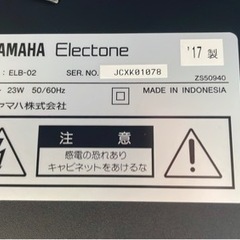 YAMAHA Electone
'17 製
: ELB-02 SER NO. JCXK01078
ZS50940
23W 50/60Hz
ヤマハ株式会社
注意
感電の恐れあり
キャビネットをあけるな
MADE IN INDONESIA